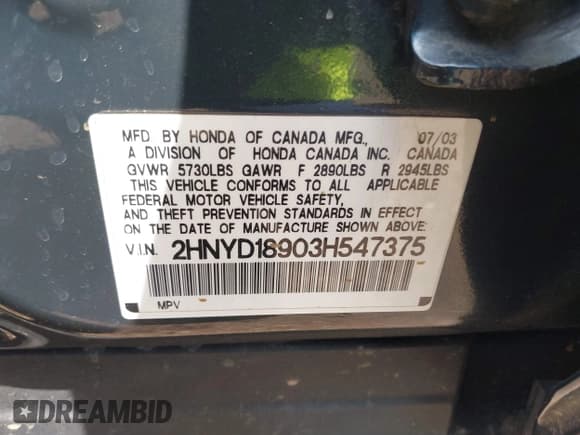 MFD BY HONDA OF CANADA MFG., 07/03
A DIVISION OF HONDA CANADA INC. CANADA
GVWR 5730LBS GAWR F 2890LBS R 2945LBS
THIS VEHICLE CONFORMS TO ALL APPLICABLE
FEDERAL MOTOR VEHICLE SAFETY,
AND THEFT PREVENTION STANDARDS IN EFFECT
ON THE DATE OF MANUFACTURE SHOWN ABOVE.
V.I.N. 2HNYD18903H547375
MPV
DREAMBID